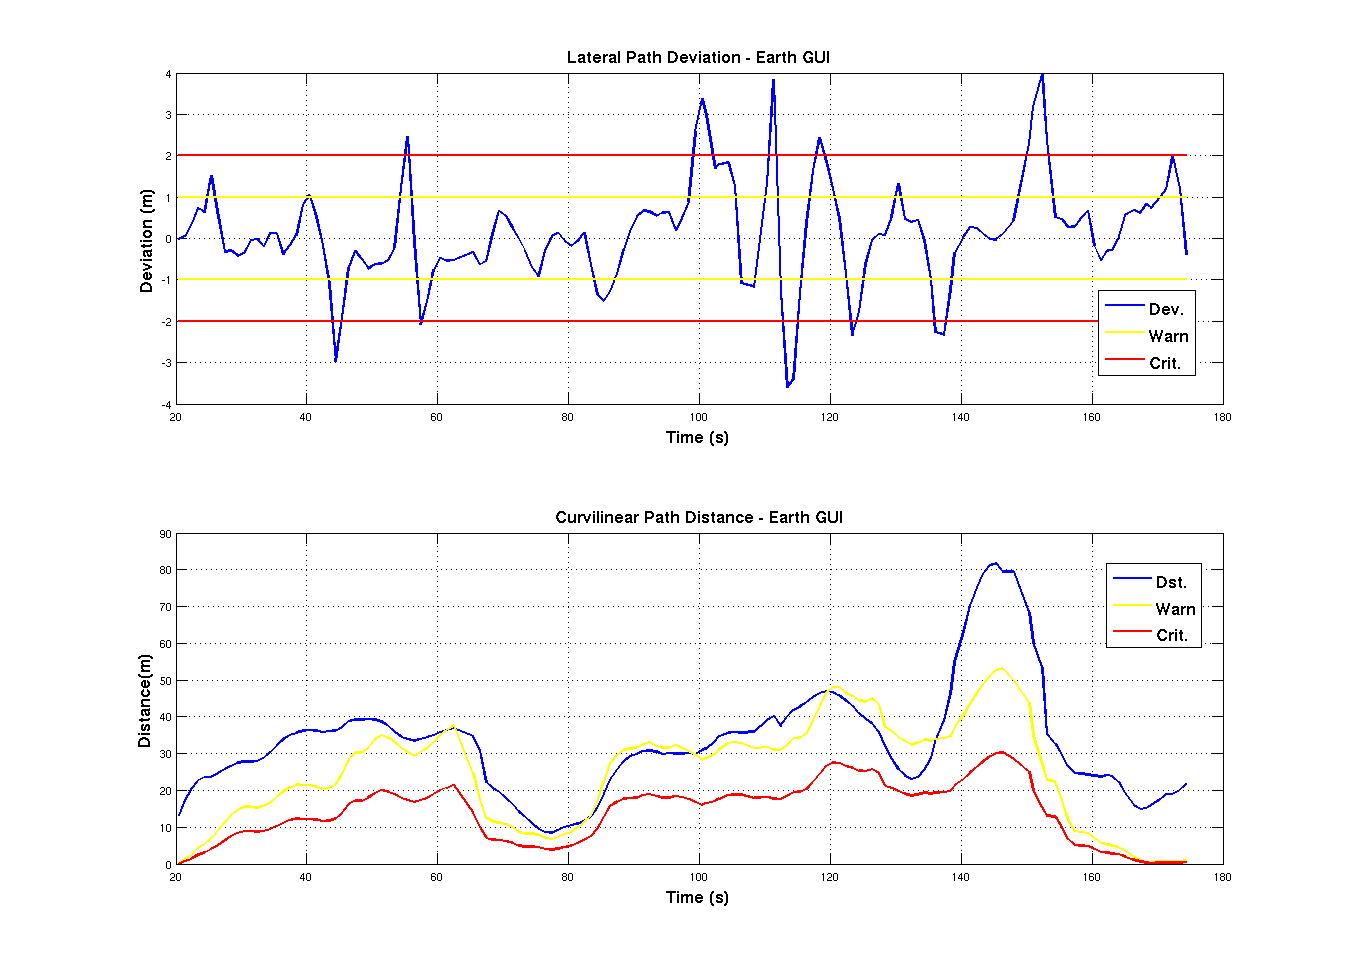 Lateral Path Deviation - Earth GUI
4
3
2
1
0
-1
-2
-3
-4
Deviation (m)
20 40 60 80 100 120 140 160 180
Time (s)
Dev.
Warn
Crit.
Curvilinear Path Distance - Earth GUI
90
80
70
60
50
40
30
20
10
0
Distance(m)
20 40 60 80 100 120 140 160 180
Time (s)
Dst.
Warn
Crit.